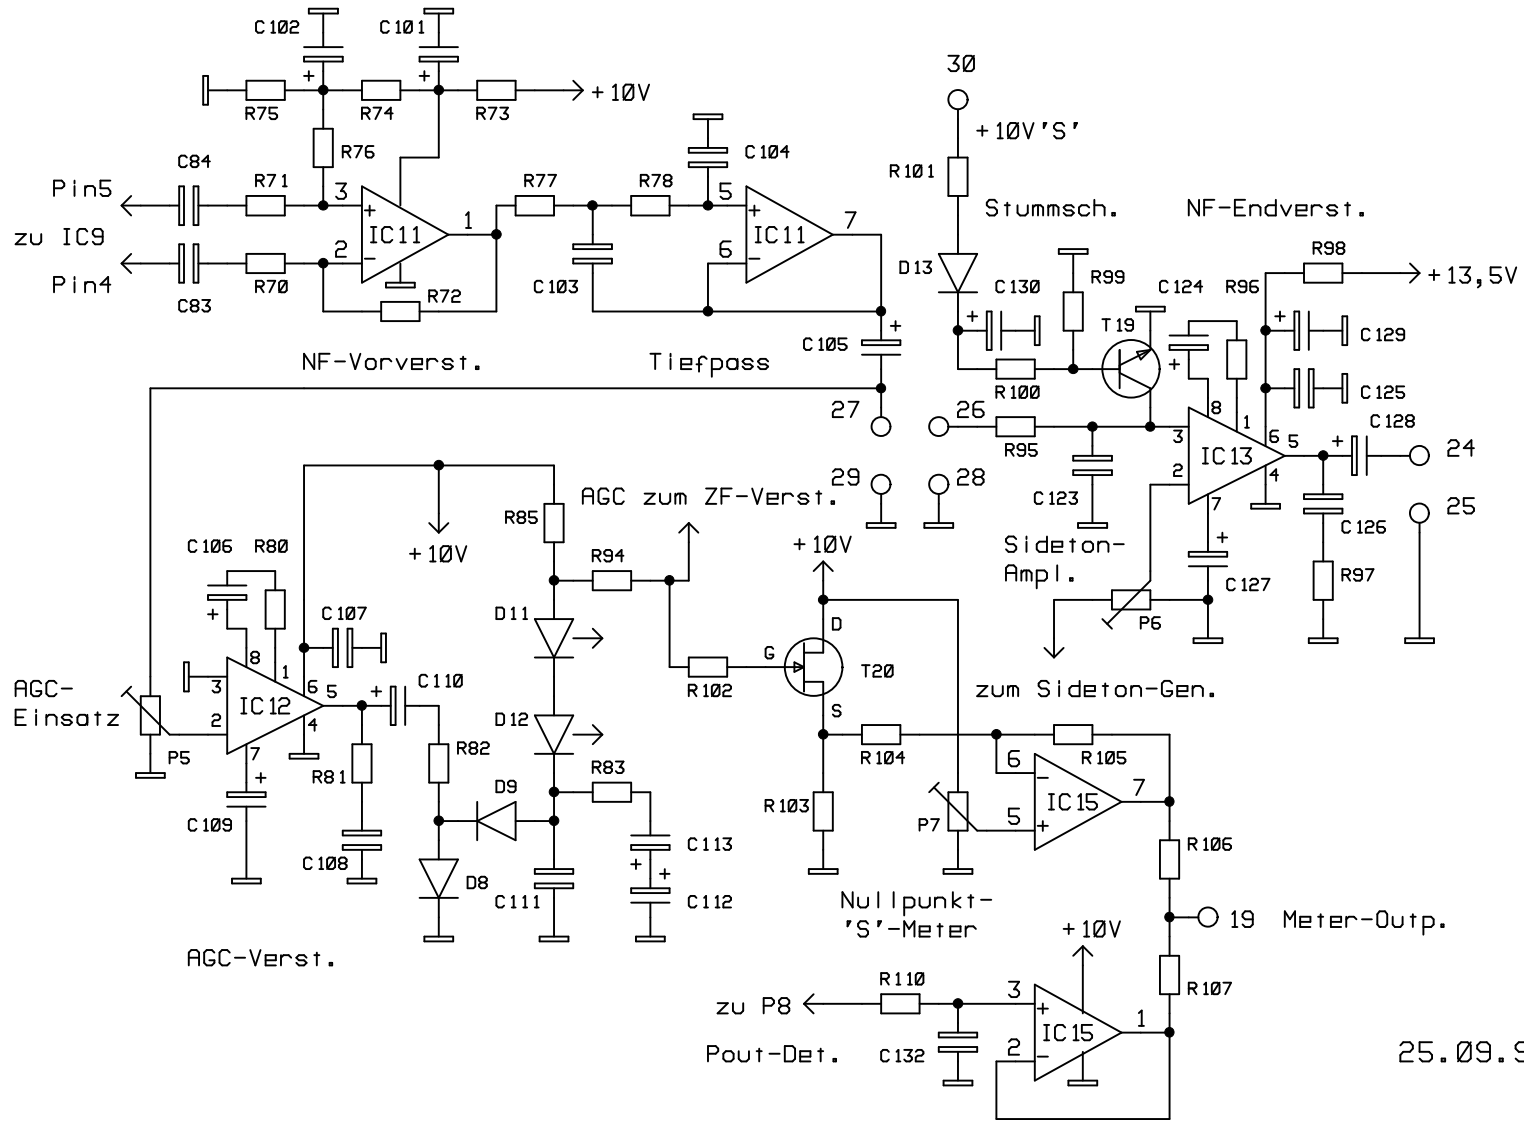 C102
C101
+
+
R75
R74
R73
+10V
R76
C84
R71
Pin5
3
+
IC11
1
zu IC9
2
−
Pin4
C83
R70
R72
NF-Vorverst.
R77
R78
C104
5
+
IC11
7
6
−
C103
Tiefpass
C105
+
30
+10V'S'
R101
Stummsch.
NF-Endverst.
D13
C130
+
R99
T19
R100
C124
+
R96
R98
+13,5V
+
C129
C125
27
26
R95
C123
3
8
1
6
5
IC13
2
4
7
+
C128
24
29
28
C126
25
R97
Sideton-
Ampl.
+
C127
P6
zum Sideton-Gen.
AGC zum ZF-Verst.
R85
+10V
R94
+10V
C106
R80
+
C107
D11
D
G
T20
R102
S
AGC-
Einsatz
P5
3
8
1
6
5
IC12
2
4
7
+
C110
D12
R82
R81
R83
D9
+
C109
C108
D8
C111
C113
+
+
C112
AGC-Verst.
R104
R105
R103
P7
6
−
IC15
7
5
+
R106
Nullpunkt-
'S'-Meter
+10V
19
Meter-Outp.
R107
zu P8
R110
3
+
IC15
1
2
−
Pout-Det.
C132
25.09.9